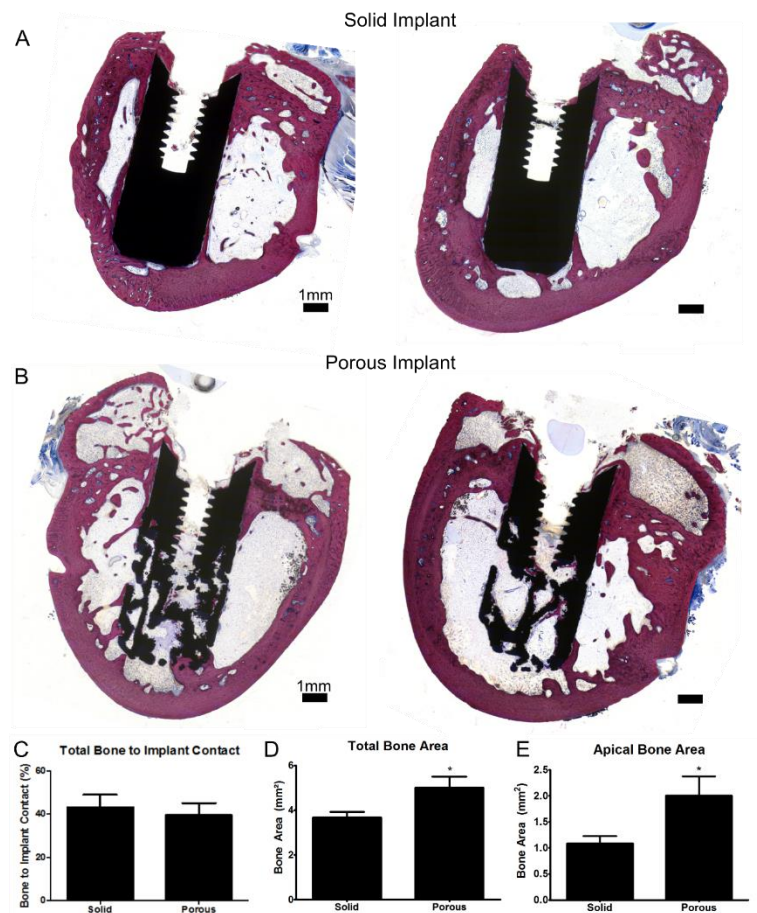 Solid Implant
A
1mm
Porous Implant
B
1mm
C
Total Bone to Implant Contact
Bone to Implant Contact (%)
60
40
20
0
Solid
Porous
D
Total Bone Area
Bone Area (mm²)
6
4
2
0
*
Solid
Porous
E
Apical Bone Area
Bone Area (mm²)
2.5
2.0
1.5
1.0
0.5
0.0
*
Solid
Porous